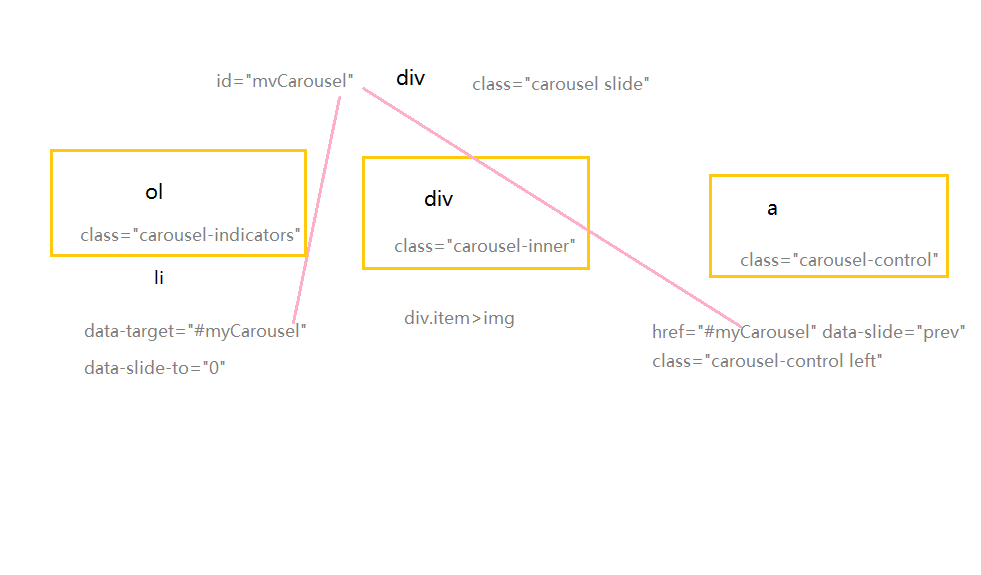 id="mvCarousel" div class="carousel slide"
ol
class="carousel-indicators"
li
data-target="#myCarousel"
data-slide-to="0"
div
class="carousel-inner"
div.item>img
a
class="carousel-control"
href="#myCarousel" data-slide="prev"
class="carousel-control left"